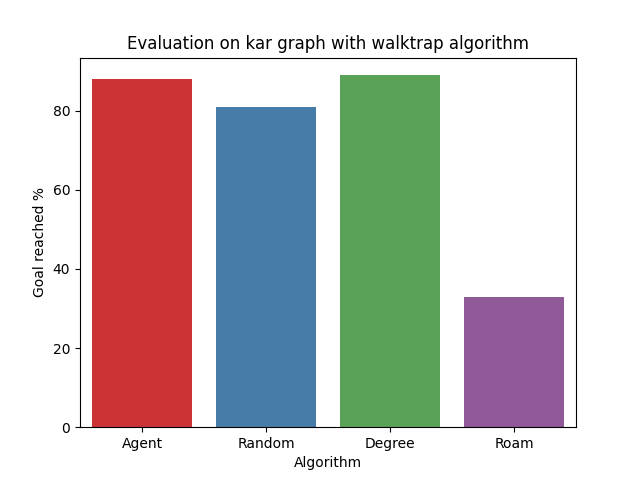 Evaluation on kar graph with walktrap algorithm
80
60
40
20
0
Goal reached %
Agent Random Degree Roam
Algorithm